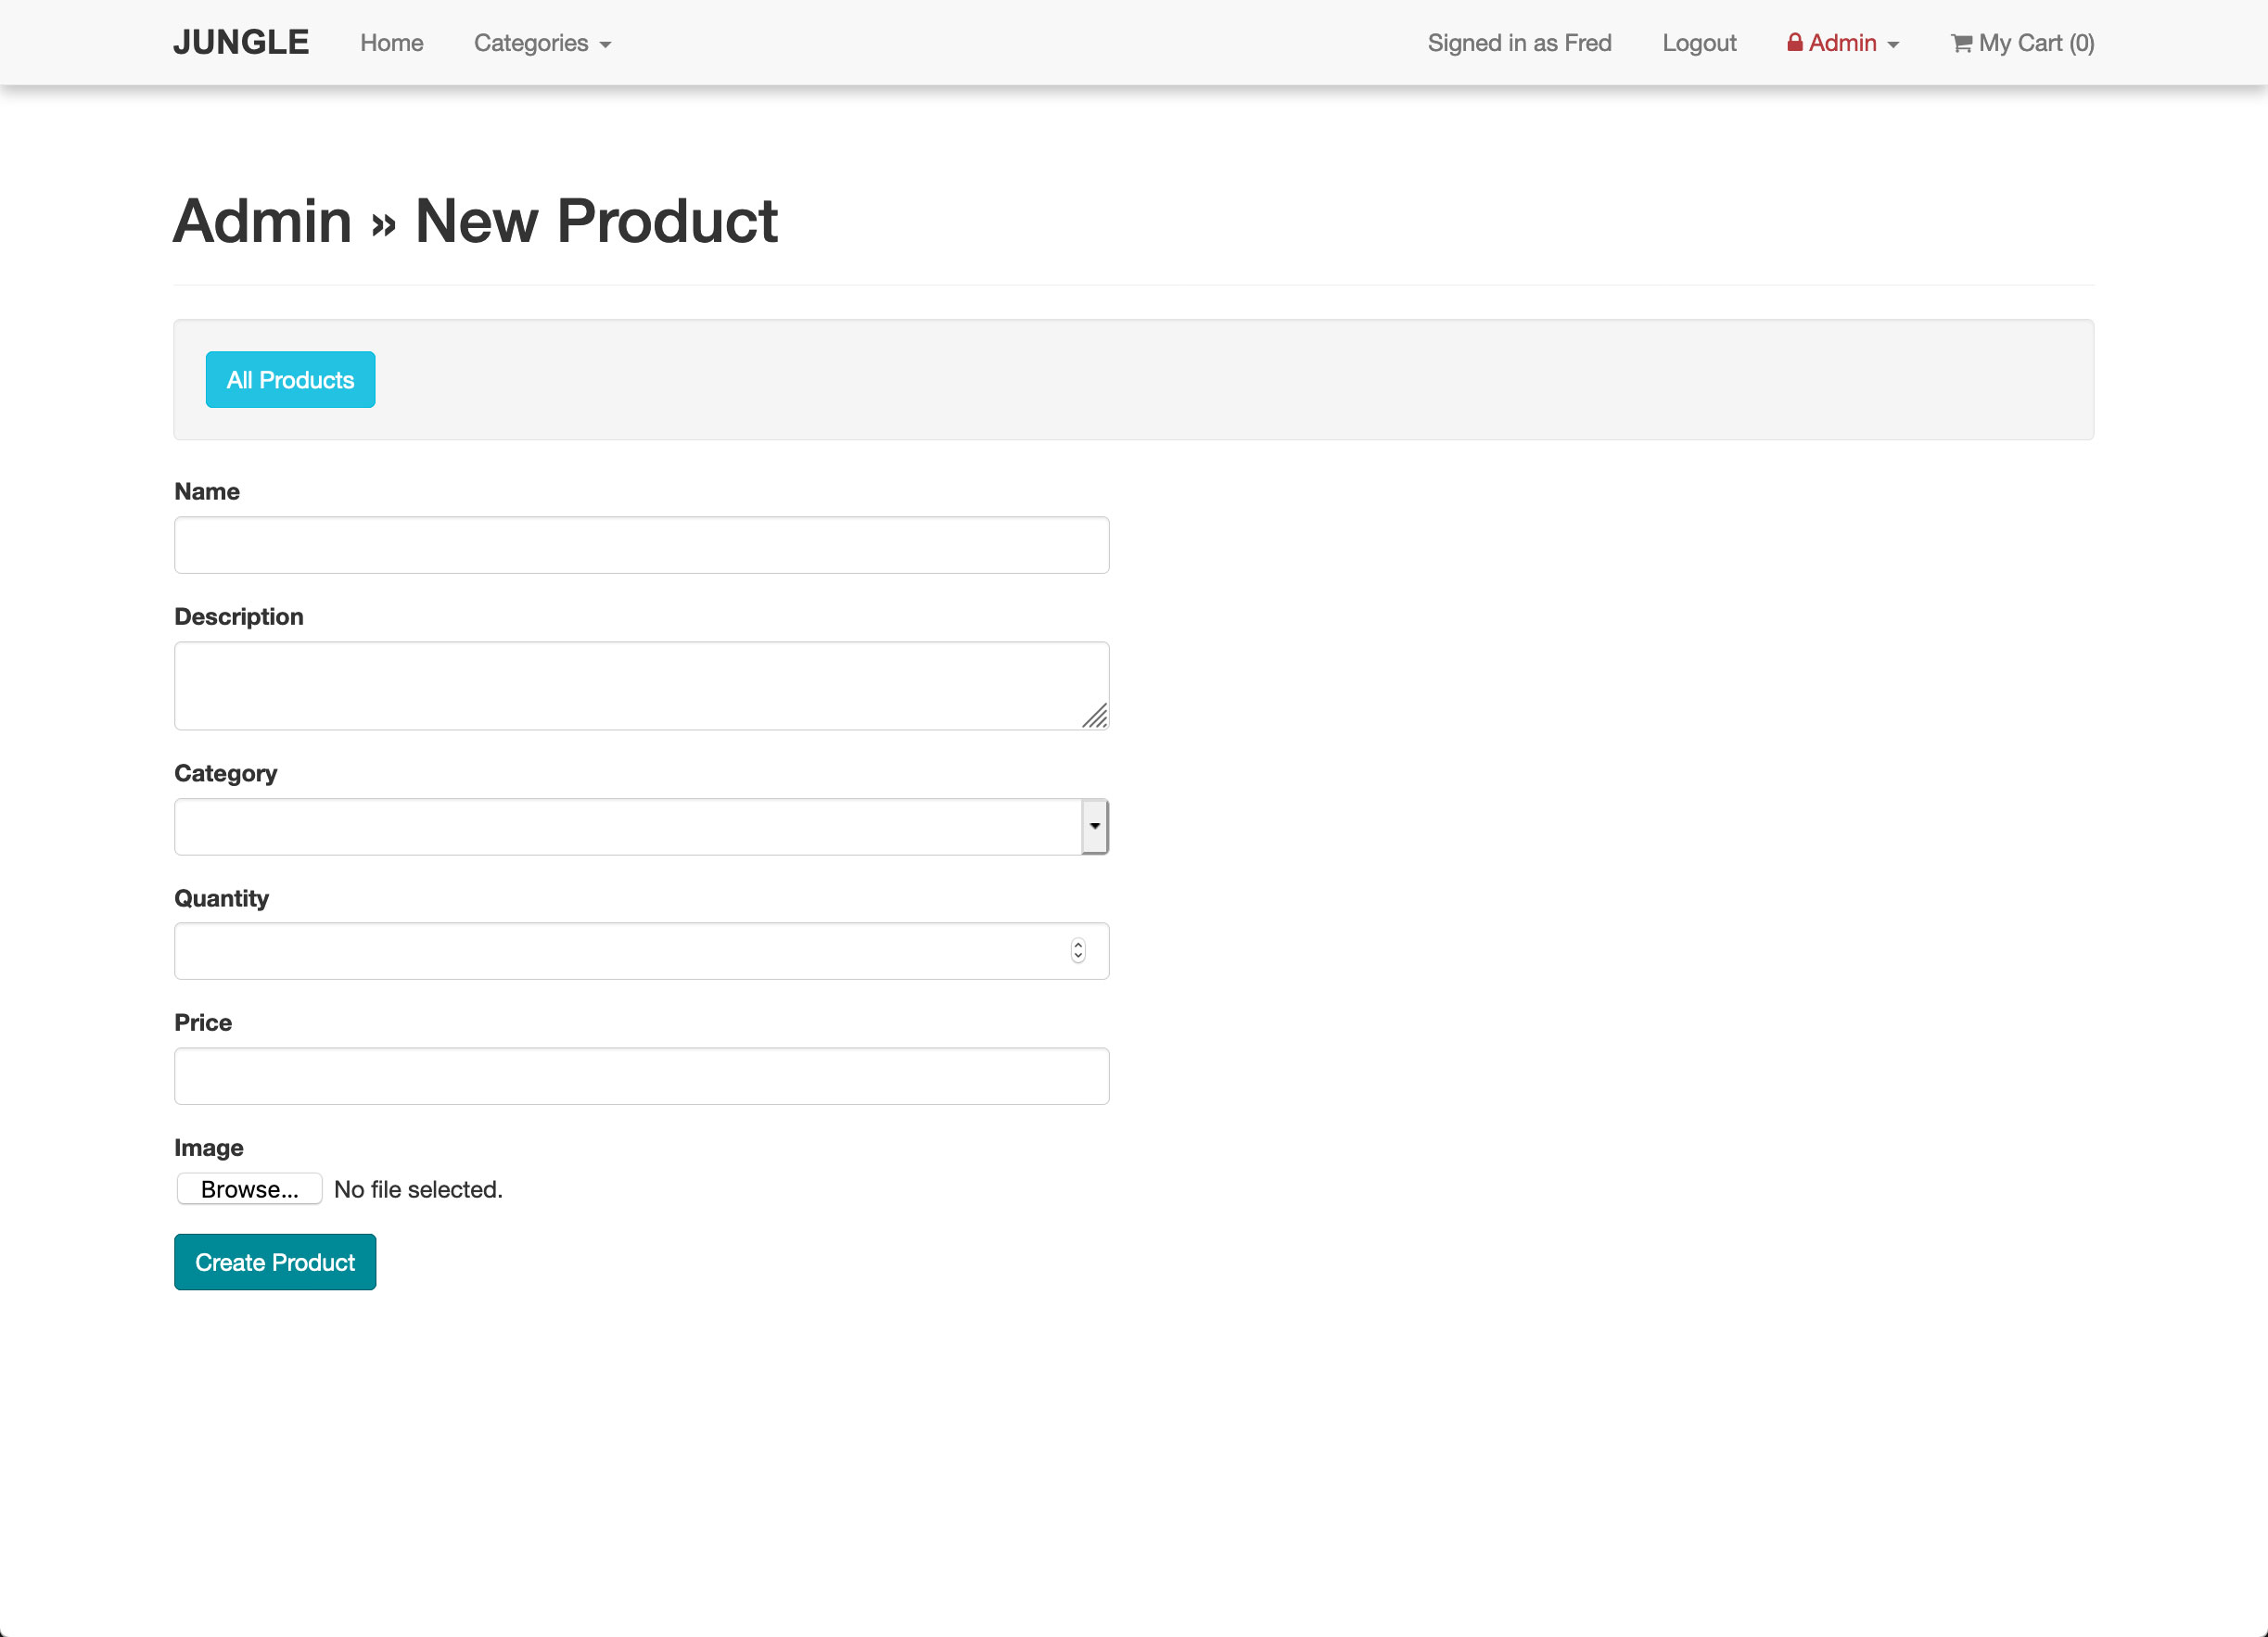 JUNGLE Home Categories Signed in as Fred Logout Admin My Cart (0)
Admin » New Product
All Products
Name
Description
Category
Quantity
Price
Image
Browse... No file selected.
Create Product